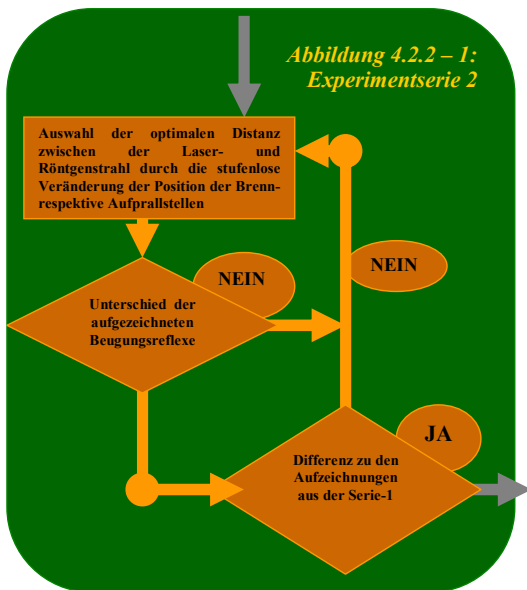 Abbildung 4.2.2 – 1:
Experimentserie 2
Auswahl der optimalen Distanz
zwischen der Laser- und
Röntgenstrahl durch die stufenlose
Veränderung der Position der Brenn-
respektive Aufprallstellen
NEIN
NEIN
Unterschied der
aufgezeichneten
Beugungsreflexe
JA
Differenz zu den
Aufzeichnungen
aus der Serie-1